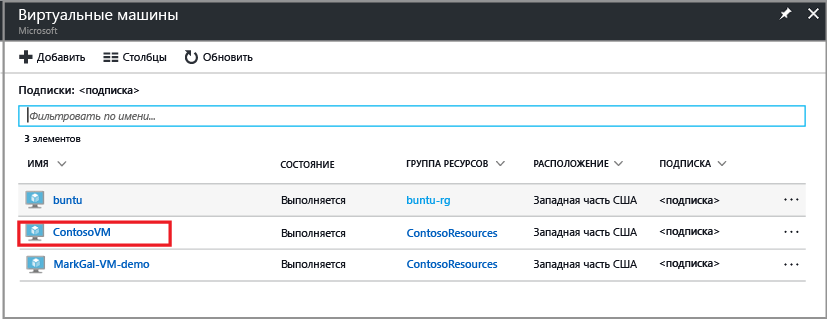 Виртуальные машины
Microsoft
Добавить Столбцы Обновить
Подписки: <подписка>
Фильтровать по имени...
3 элементов
ИМЯ СОСТОЯНИЕ ГРУППА РЕСУРСОВ РАСПОЛОЖЕНИЕ ПОДПИСКА
buntu Выполняется buntu-rg Западная часть США <подписка> ...
ContosoVM Выполняется ContosoResources Западная часть США <подписка> ...
MarkGal-VM-demo Выполняется ContosoResources Западная часть США <подписка> ...